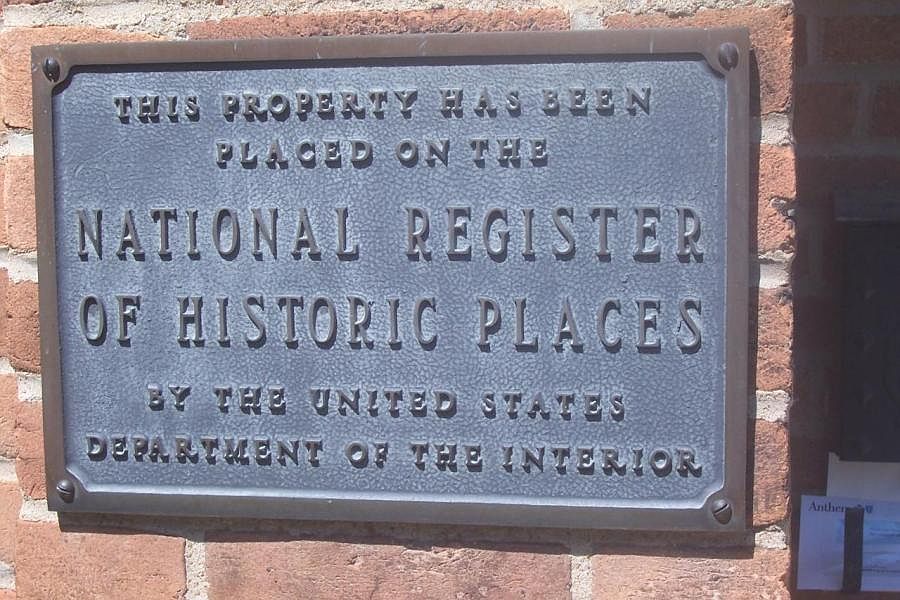 THIS PROPERTY HAS BEEN
PLACED ON THE
NATIONAL REGISTER
OF HISTORIC PLACES
BY THE UNITED STATES
DEPARTMENT OF THE INTERIOR
Anthem